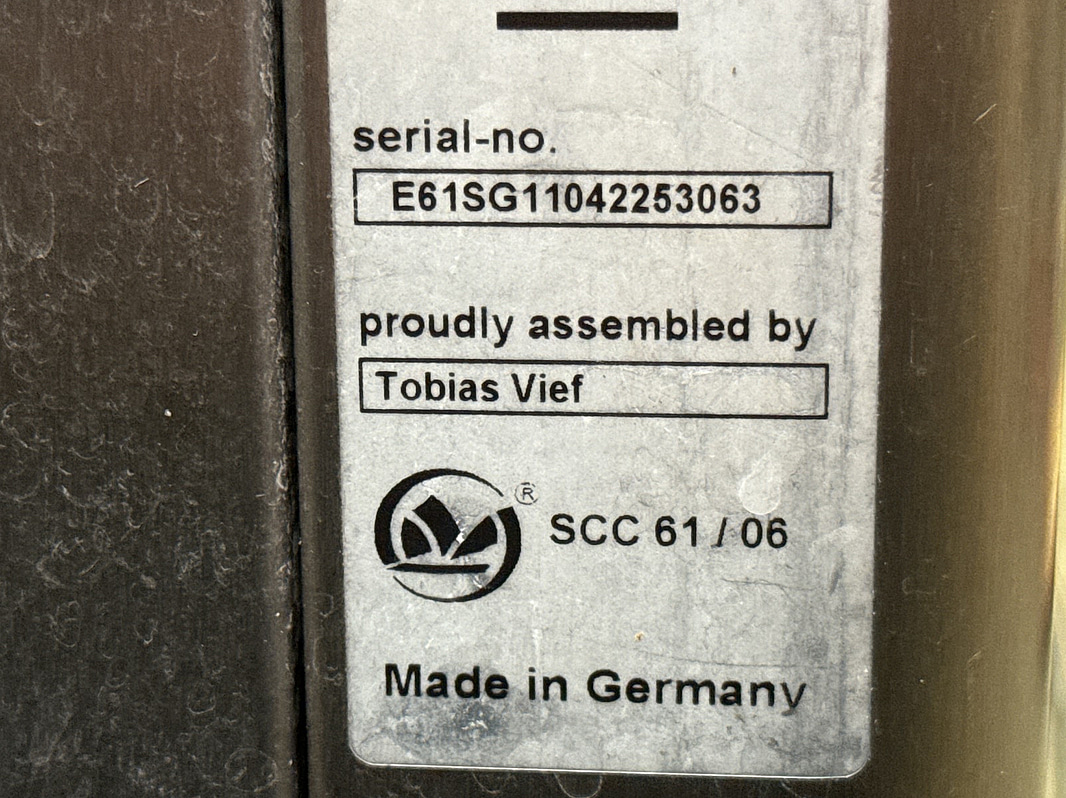 serial-no.
E61SG11042253063
proudly assembled by
Tobias Vief
® SCC 61 / 06
Made in Germany